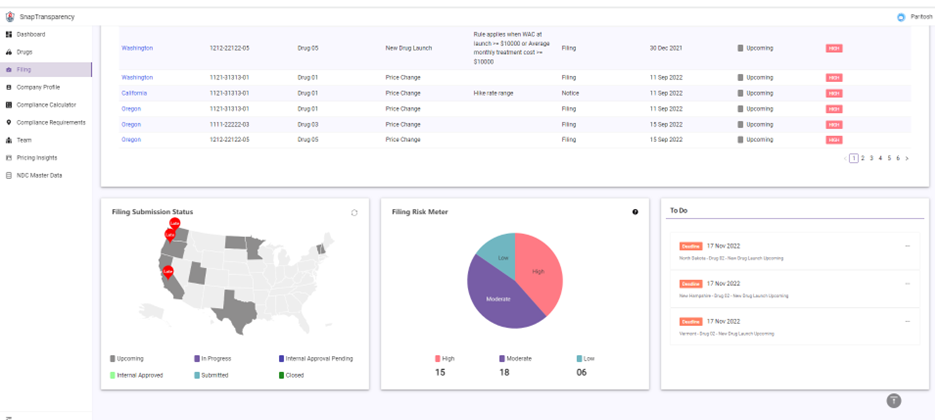 SnapTransparency
Paritosh
Dashboard
Drugs
Filing
Company Profile
Compliance Calculator
Compliance Requirements
Team
Pricing Insights
NDC Master Data
Washington 1212-22122-05 Drug-05 New Drug Launch Rule applies when WAC at Filing 30 Dec 2021 Upcoming HIGH
launch >= $10000 or Average
monthly treatment cost >=
$10000
Washington 1121-31313-01 Drug-01 Price Change Filing 11 Sep 2022 Upcoming HIGH
California 1121-31313-01 Drug-01 Price Change Hike rate range Notice 11 Sep 2022 Upcoming HIGH
Oregon 1121-31313-01 Drug-01 Price Change Filing 11 Sep 2022 Upcoming HIGH
Oregon 1111-22222-03 Drug-03 Price Change Filing 15 Sep 2022 Upcoming HIGH
Oregon 1212-22122-05 Drug-05 Price Change Filing 15 Sep 2022 Upcoming HIGH
< 1 2 3 4 5 6 >
Filing Submission Status
Late
Late
Late
Upcoming In Progress Internal Approval Pending
Internal Approved Submitted Closed
Filing Risk Meter
Low
High
Moderate
High Moderate Low
15 18 06
To Do
Deadline 17 Nov 2022
North Dakota - Drug 02 - New Drug Launch Upcoming
Deadline 17 Nov 2022
New Hampshire - Drug 02 - New Drug Launch Upcoming
Deadline 17 Nov 2022
Vermont - Drug 02 - New Drug Launch Upcoming